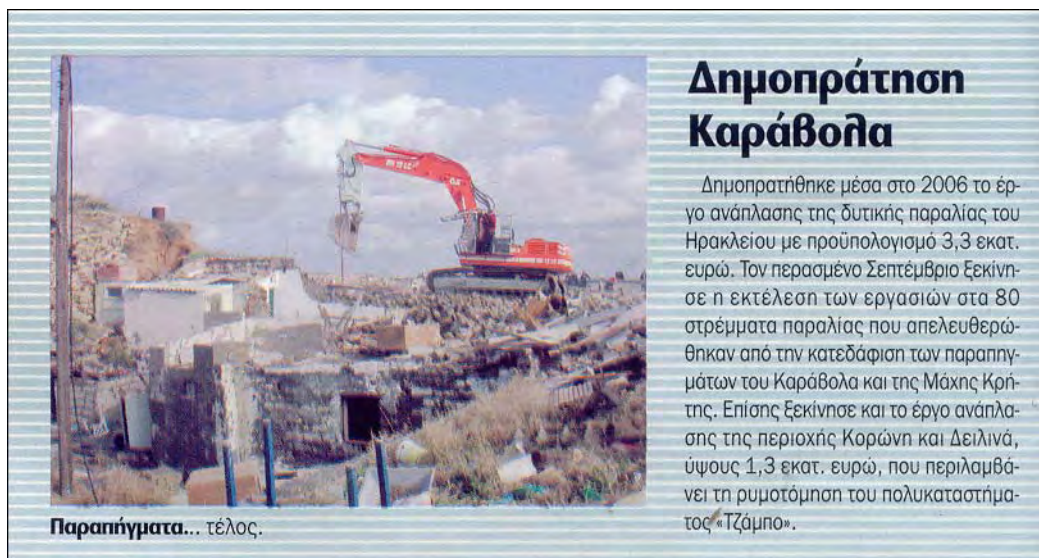 Δημοπράτηση
Καράβολα
Δημοπρατήθηκε μέσα στο 2006 το έρ-
γο ανάπλασης της δυτικής παραλίας του
Ηρακλείου με προϋπολογισμό 3,3 εκατ.
ευρώ. Τον περασμένο Σεπτέμβριο ξεκίνη-
σε η εκτέλεση των εργασιών στα 80
στρέμματα παραλίας που απελευθερώ-
θηκαν από την κατεδάφιση των παραπηγ-
μάτων του Καράβολα και της Μάχης Κρή-
της. Επίσης ξεκίνησε και το έργο ανάπλα-
σης της περιοχής Κορώνη και Δειλινά,
ύψους 1,3 εκατ. ευρώ, που περιλαμβά-
νει τη ρυμοτόμηση του πολυκαταστήμα-
τος «Τζάμπο».
Παραπήγματα... τέλος.